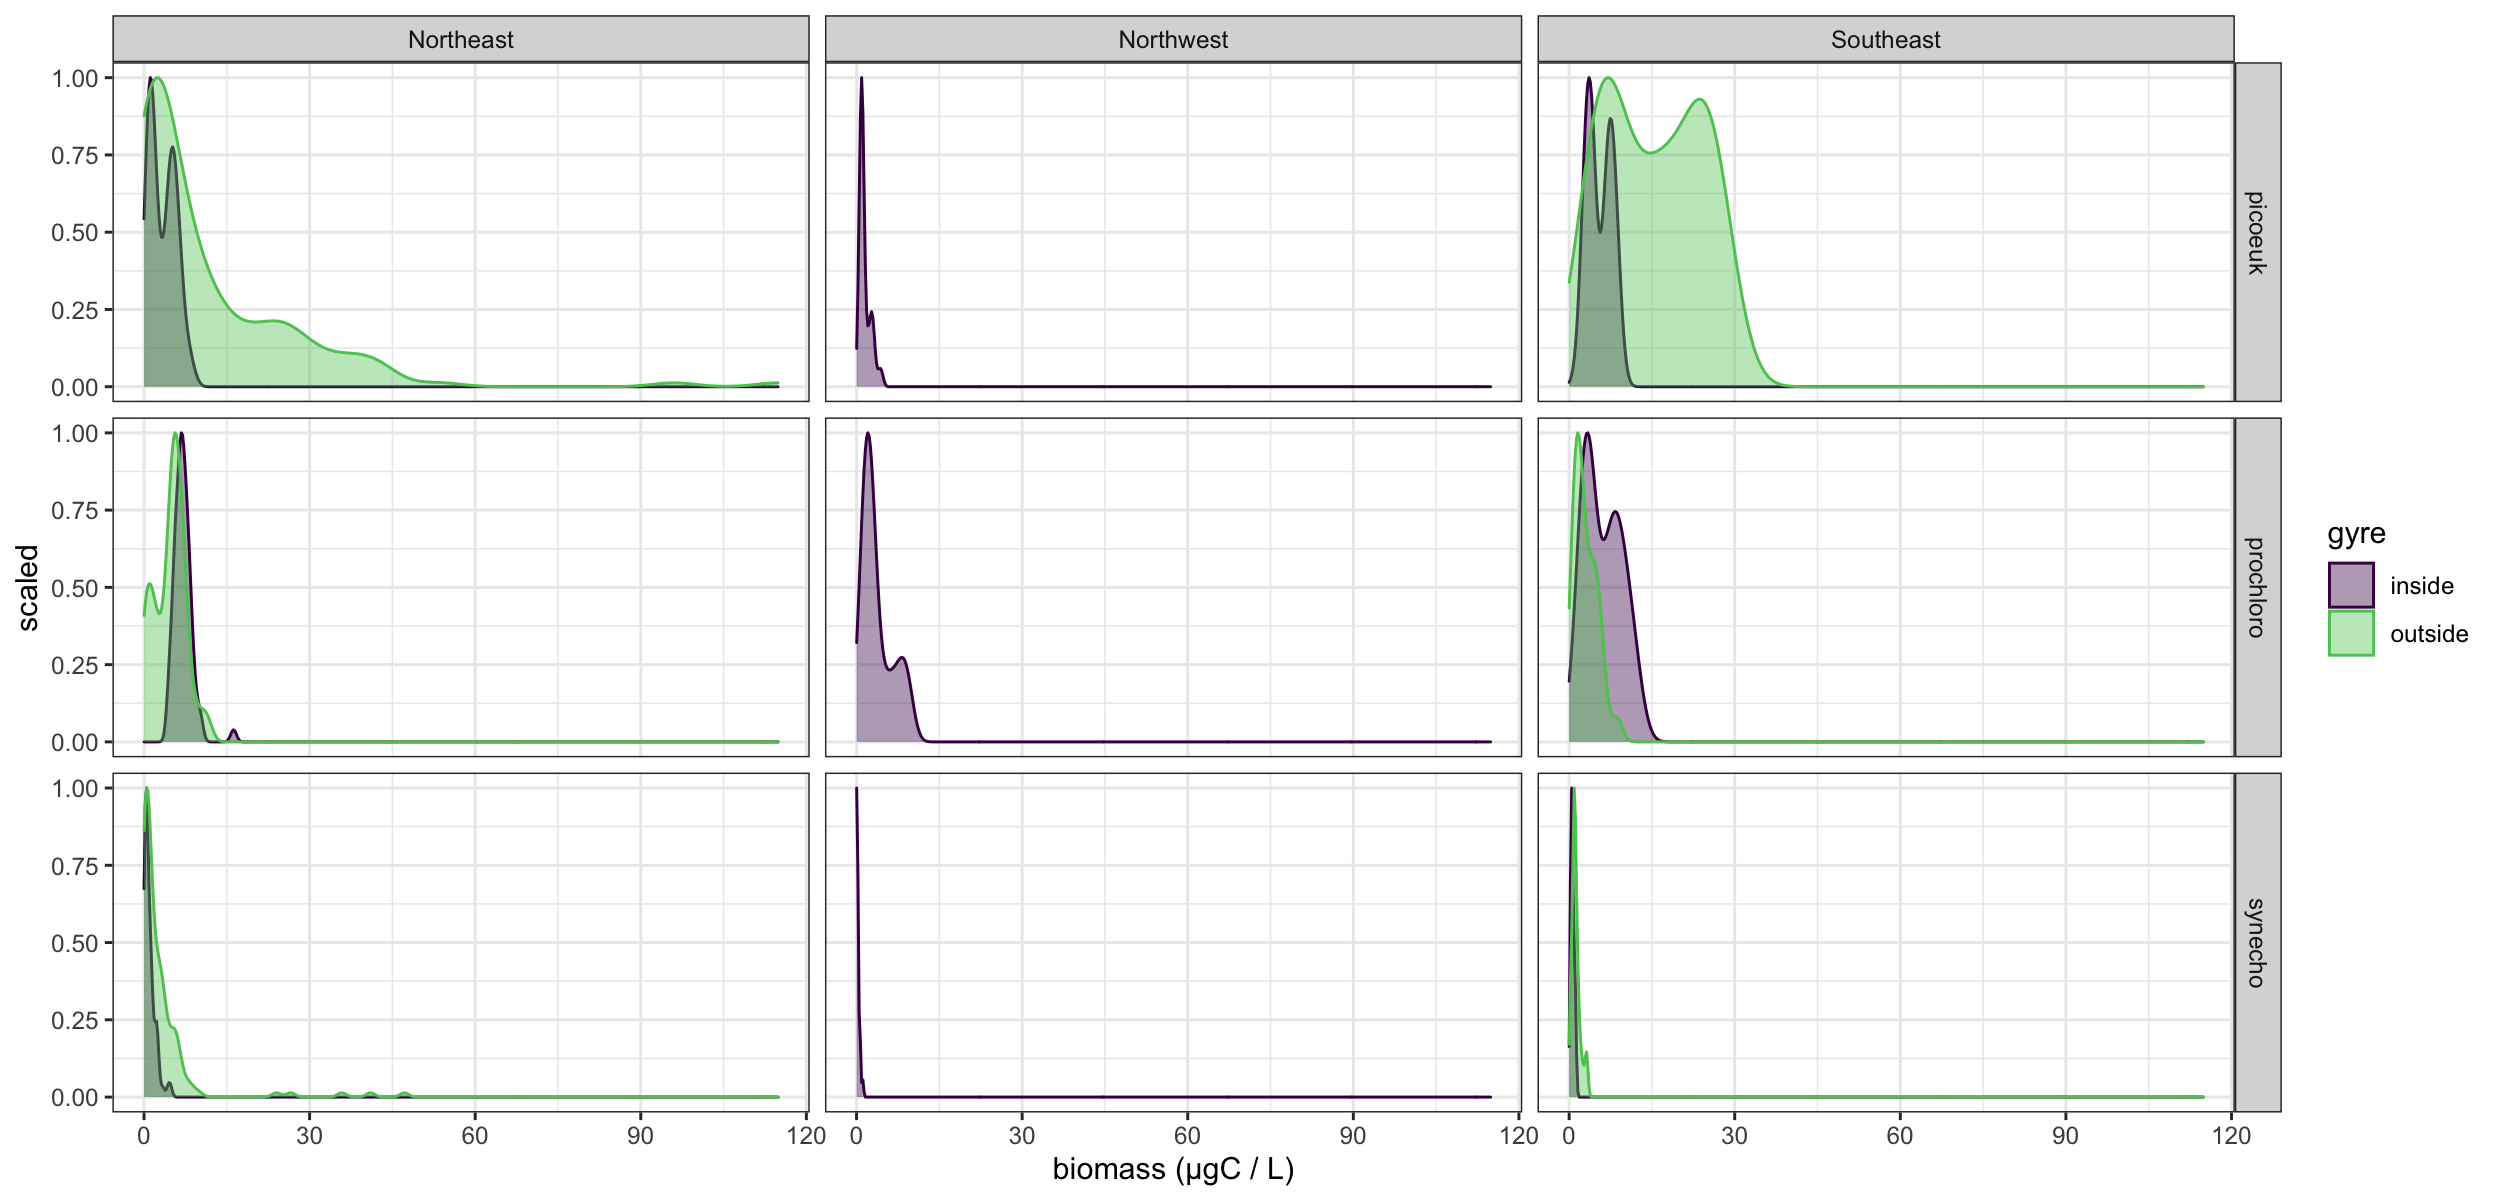 Northeast
Northwest
Southeast
1.00
0.75
0.50
0.25
0.00
picoeuk
1.00
0.75
0.50
0.25
0.00
prochloro
1.00
0.75
0.50
0.25
0.00
synecho
scaled
0 30 60 90 120
0 30 60 90 120
0 30 60 90 120
biomass (μgC / L)
gyre
inside
outside